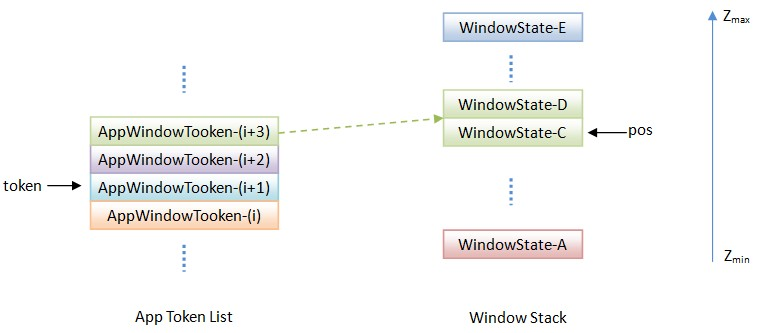 WindowState-E
Zmax
WindowState-D
AppWindowTooken-(i+3)
WindowState-C
pos
AppWindowTooken-(i+2)
token
AppWindowTooken-(i+1)
AppWindowTooken-(i)
WindowState-A
Zmin
App Token List
Window Stack